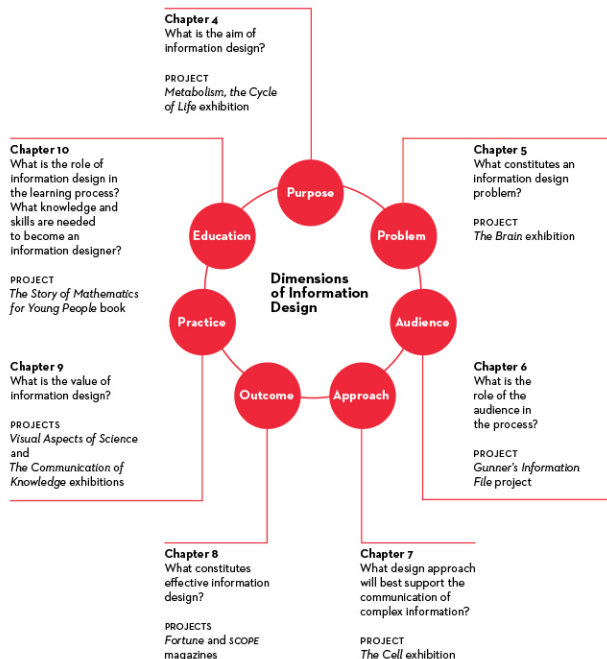 Chapter 4
What is the aim of
information design?
PROJECT
Metabolism, the Cycle
of Life exhibition
Chapter 10
What is the role of
information design in
the learning process?
What knowledge and
skills are needed
to become an
information designer?
PROJECT
The Story of Mathematics
for Young People book
Chapter 5
What constitutes an
information design
problem?
PROJECT
The Brain exhibition
Purpose
Education
Problem
Dimensions
of Information
Design
Practice
Audience
Outcome
Approach
Chapter 9
What is the value of
information design?
PROJECTS
Visual Aspects of Science
and
The Communication of
Knowledge exhibitions
Chapter 6
What is the
role of the
audience in
the process?
PROJECT
Gunner's Information
File project
Chapter 8
What constitutes
effective information
design?
PROJECTS
Fortune and SCOPE
magazines
Chapter 7
What design approach
will best support the
communication of
complex information?
PROJECT
The Cell exhibition